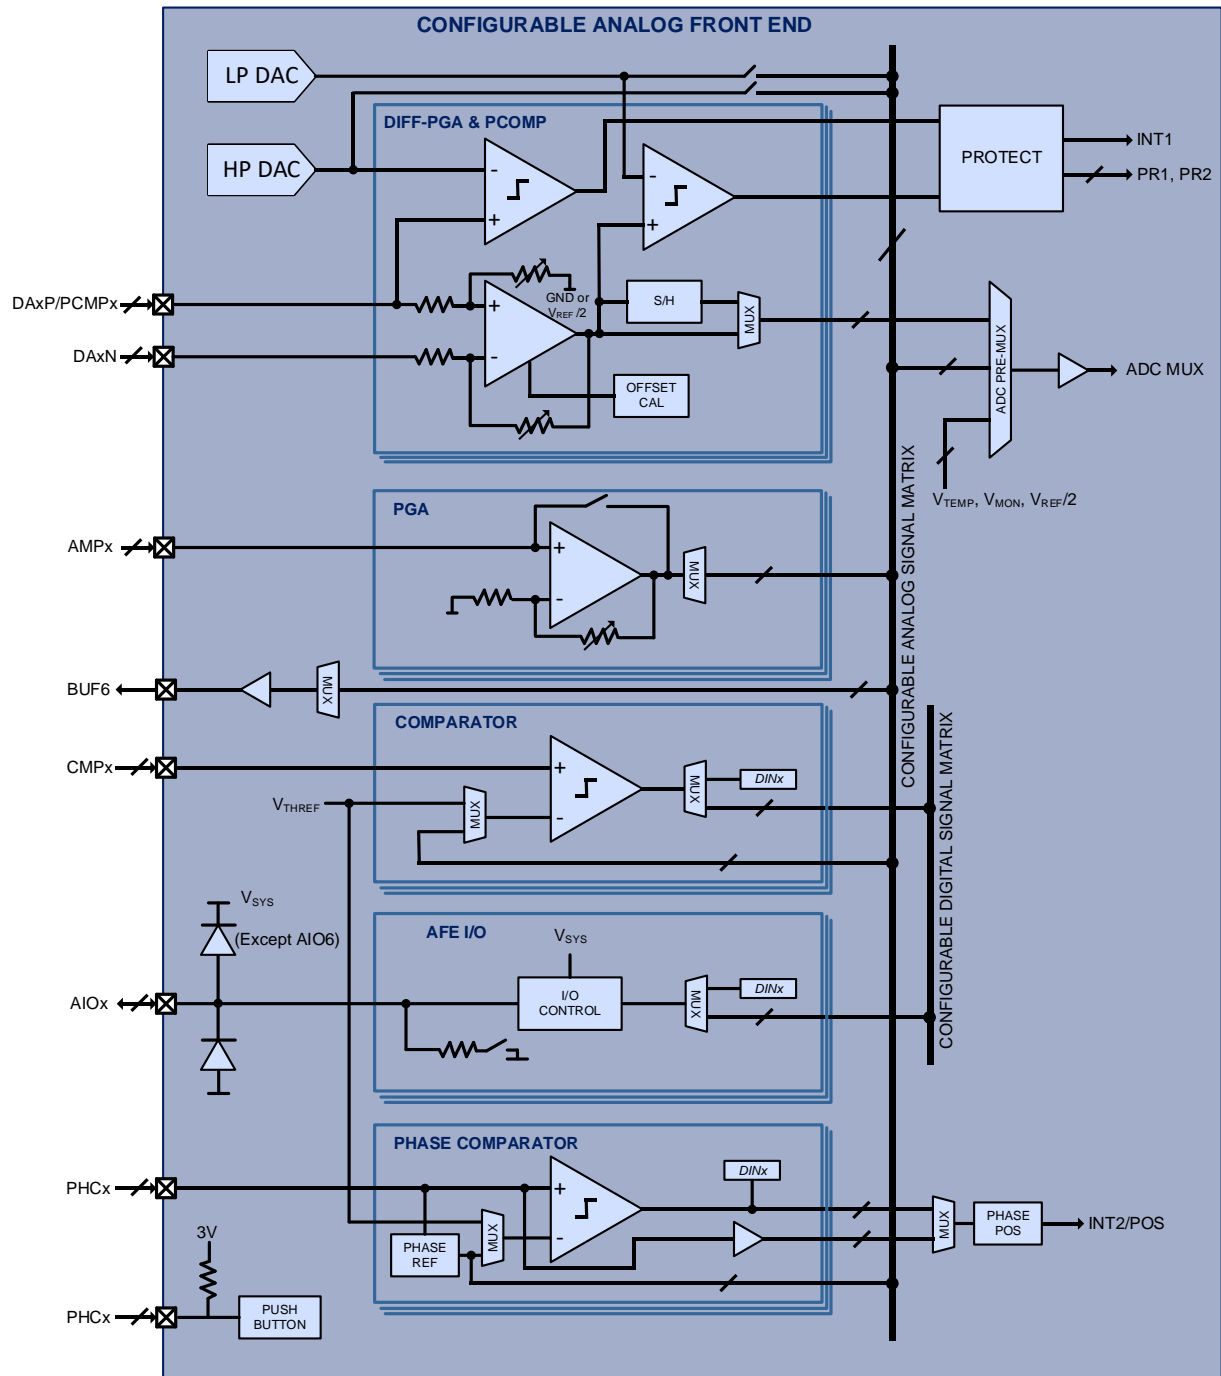 CONFIGURABLE ANALOG FRONT END
LP DAC
HP DAC
DIFF-PGA & PCOMP
-
+
-
+
PROTECT
INT1
PR1, PR2
DAxP/PCMPx
DAxN
+
-
GND or
VREF/2
S/H
MUX
OFFSET
CAL
ADC PRE-MUX
ADC MUX
VTEMP, VMON, VREF/2
CONFIGURABLE ANALOG SIGNAL MATRIX
PGA
AMPx
+
-
MUX
BUF6
MUX
COMPARATOR
CMPx
+
-
VTHREF
MUX
MUX
DINx
CONFIGURABLE DIGITAL SIGNAL MATRIX
AFE I/O
VSYS
(Except AIO6)
AIOx
VSYS
I/O
CONTROL
MUX
DINx
PHASE COMPARATOR
PHCx
+
-
PHASE
REF
MUX
DINx
MUX
PHASE
POS
INT2/POS
3V
PHCx
PUSH
BUTTON